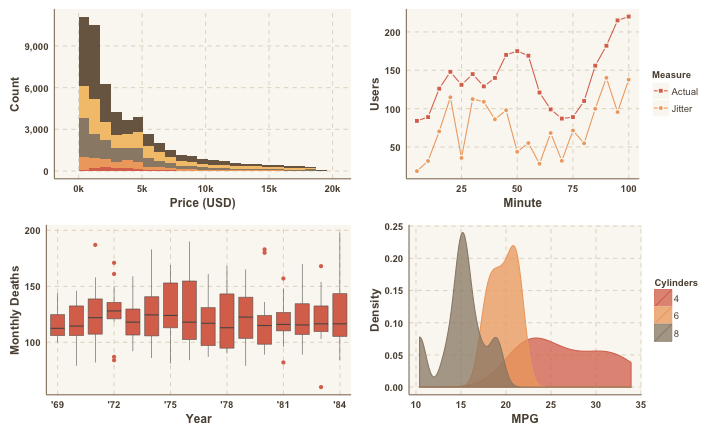 Count
9,000
6,000
3,000
0
0k 5k 10k 15k 20k
Price (USD)
Users
200
150
100
50
25 50 75 100
Minute
Measure
Actual
Jitter
Monthly Deaths
200
150
100
'69 '72 '75 '78 '81 '84
Year
Density
0.25
0.20
0.15
0.10
0.05
0.00
10 15 20 25 30 35
MPG
Cylinders
4
6
8